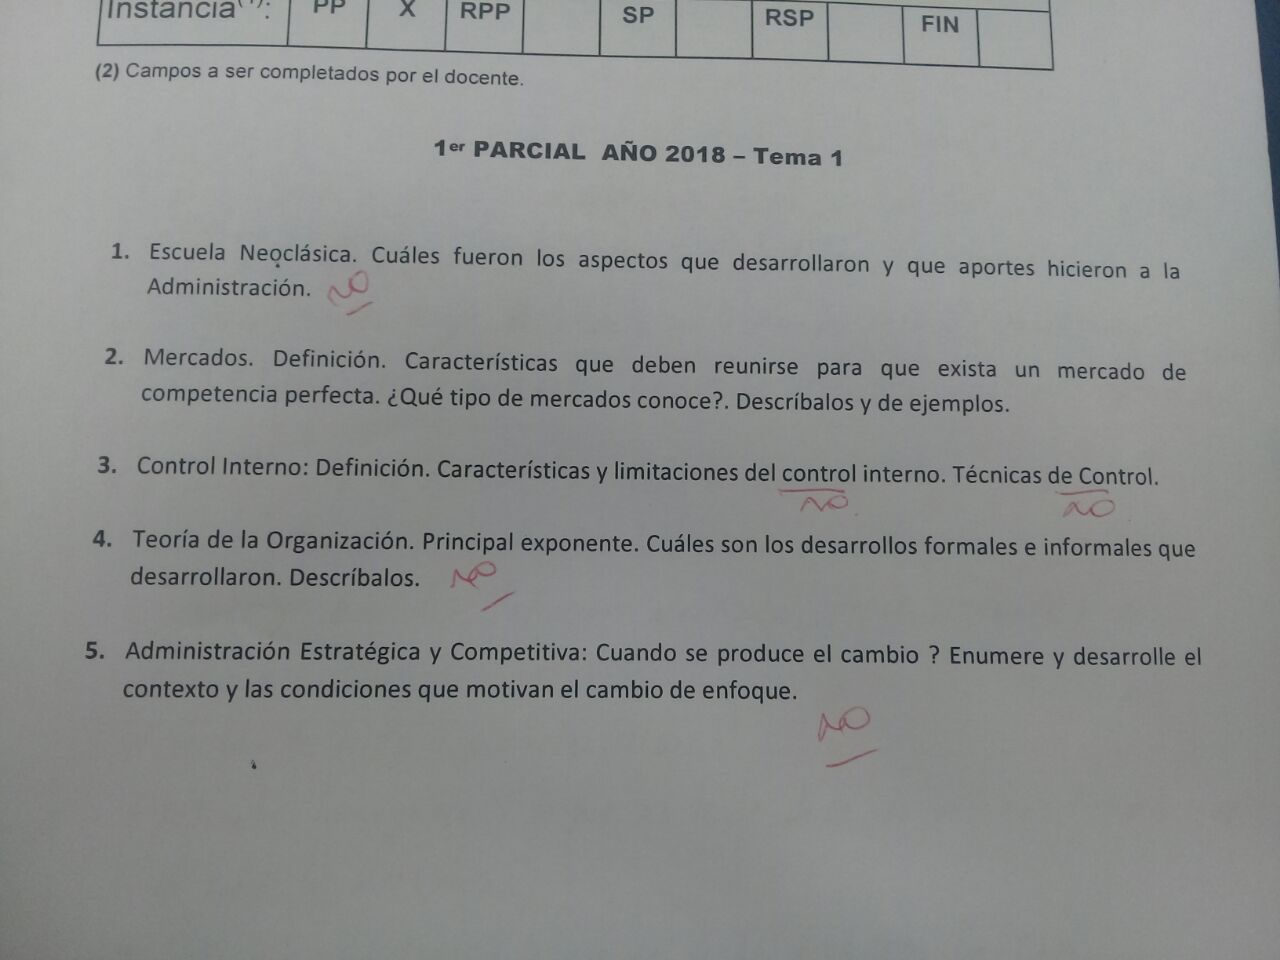 Instancia(1): PP X RPP SP RSP FIN
(2) Campos a ser completados por el docente.
1er PARCIAL AÑO 2018 – Tema 1
1. Escuela Neoclásica. Cuáles fueron los aspectos que desarrollaron y que aportes hicieron a la
Administración. NO
2. Mercados. Definición. Características que deben reunirse para que exista un mercado de
competencia perfecta. ¿Qué tipo de mercados conoce?. Descríbalos y de ejemplos.
3. Control Interno: Definición. Características y limitaciones del control interno. Técnicas de Control.
NO NO
4. Teoría de la Organización. Principal exponente. Cuáles son los desarrollos formales e informales que
desarrollaron. Descríbalos. NO
5. Administración Estratégica y Competitiva: Cuando se produce el cambio ? Enumere y desarrolle el
contexto y las condiciones que motivan el cambio de enfoque.
NO